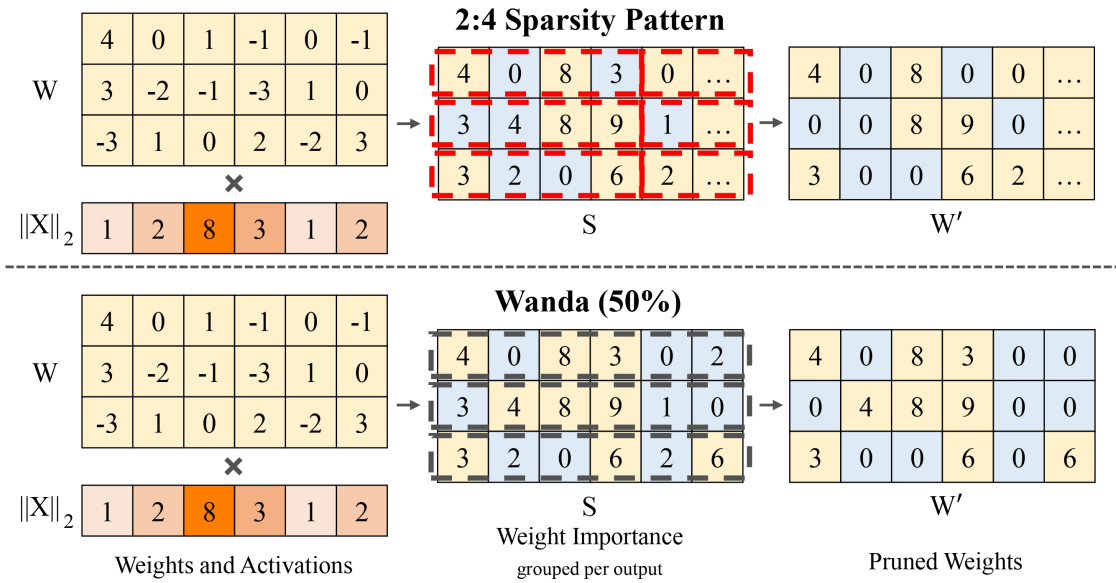 2:4 Sparsity Pattern
W
4 0 1 -1 0 -1
3 -2 -1 -3 1 0
-3 1 0 2 -2 3
×
||X||₂ 1 2 8 3 1 2
4 0 8 3 0 ...
3 4 8 9 1 ...
3 2 0 6 2 ...
S
4 0 8 0 0 ...
0 0 8 9 0 ...
3 0 0 6 2 ...
W′
Wanda (50%)
W
4 0 1 -1 0 -1
3 -2 -1 -3 1 0
-3 1 0 2 -2 3
×
||X||₂ 1 2 8 3 1 2
Weights and Activations
4 0 8 3 0 2
3 4 8 9 1 0
3 2 0 6 2 6
S
Weight Importance
grouped per output
4 0 8 3 0 0
0 4 8 9 0 0
3 0 0 6 0 6
W′
Pruned Weights